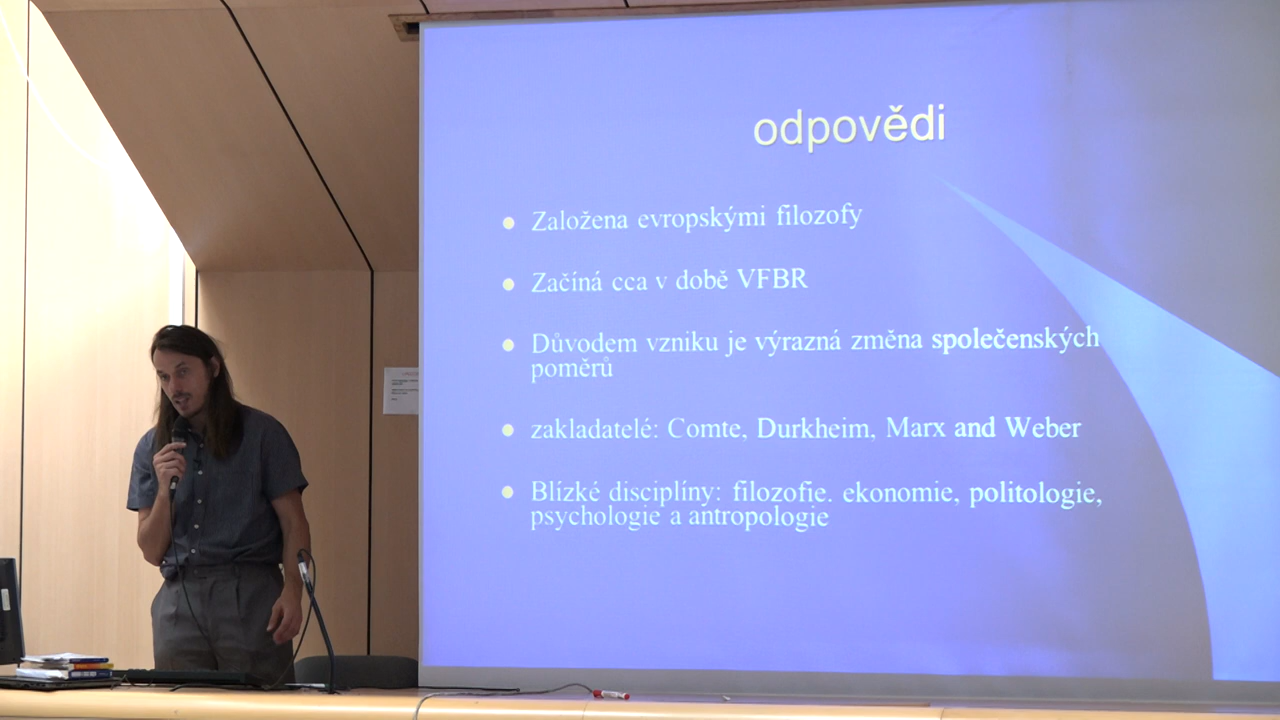 odpovědi
Založena evropskými filozofy
Začíná cca v době VFBR
Důvodem vzniku je výrazná změna společenských
poměrů
zakladatelé: Comte, Durkheim, Marx and Weber
Blízké disciplíny: filozofie. ekonomie, politologie,
psychologie a antropologie